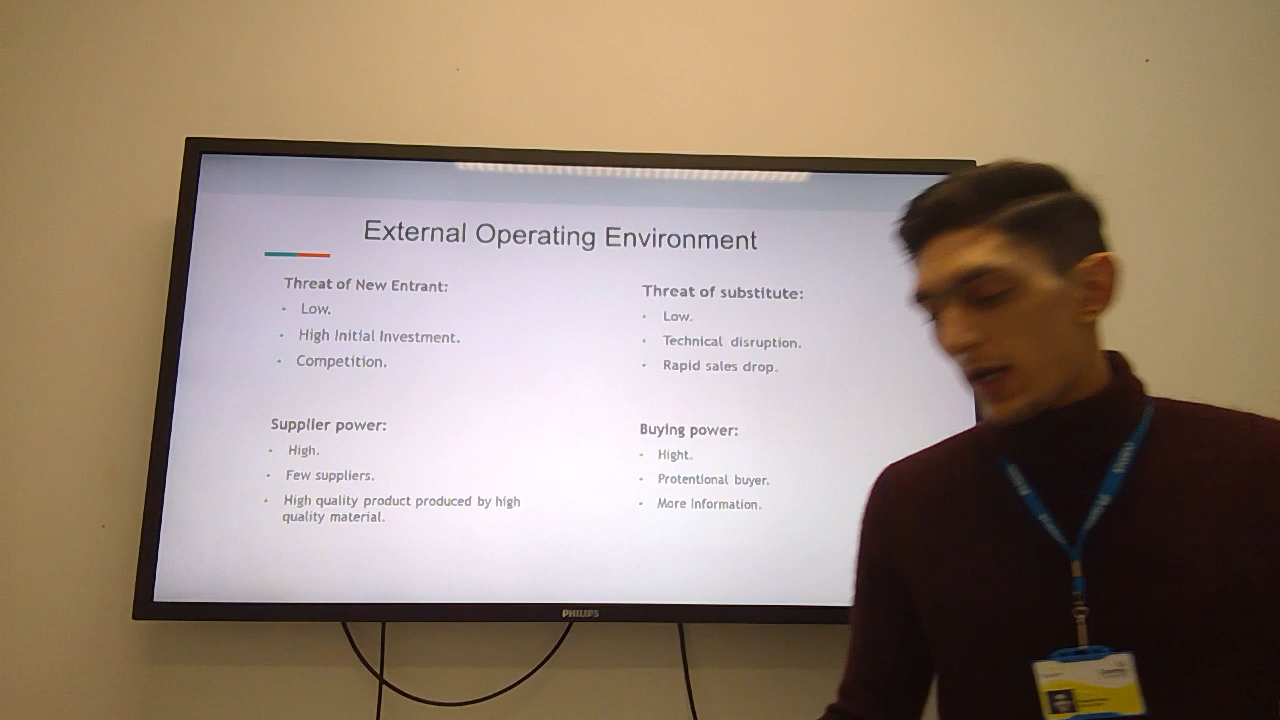 External Operating Environment
Threat of New Entrant:
• Low.
• High Initial Investment.
• Competition.
Threat of substitute:
• Low.
• Technical disruption.
• Rapid sales drop.
Supplier power:
• High.
• Few suppliers.
• High quality product produced by high
quality material.
Buying power:
• Hight.
• Protentional buyer.
• More Information.
PHILIPS